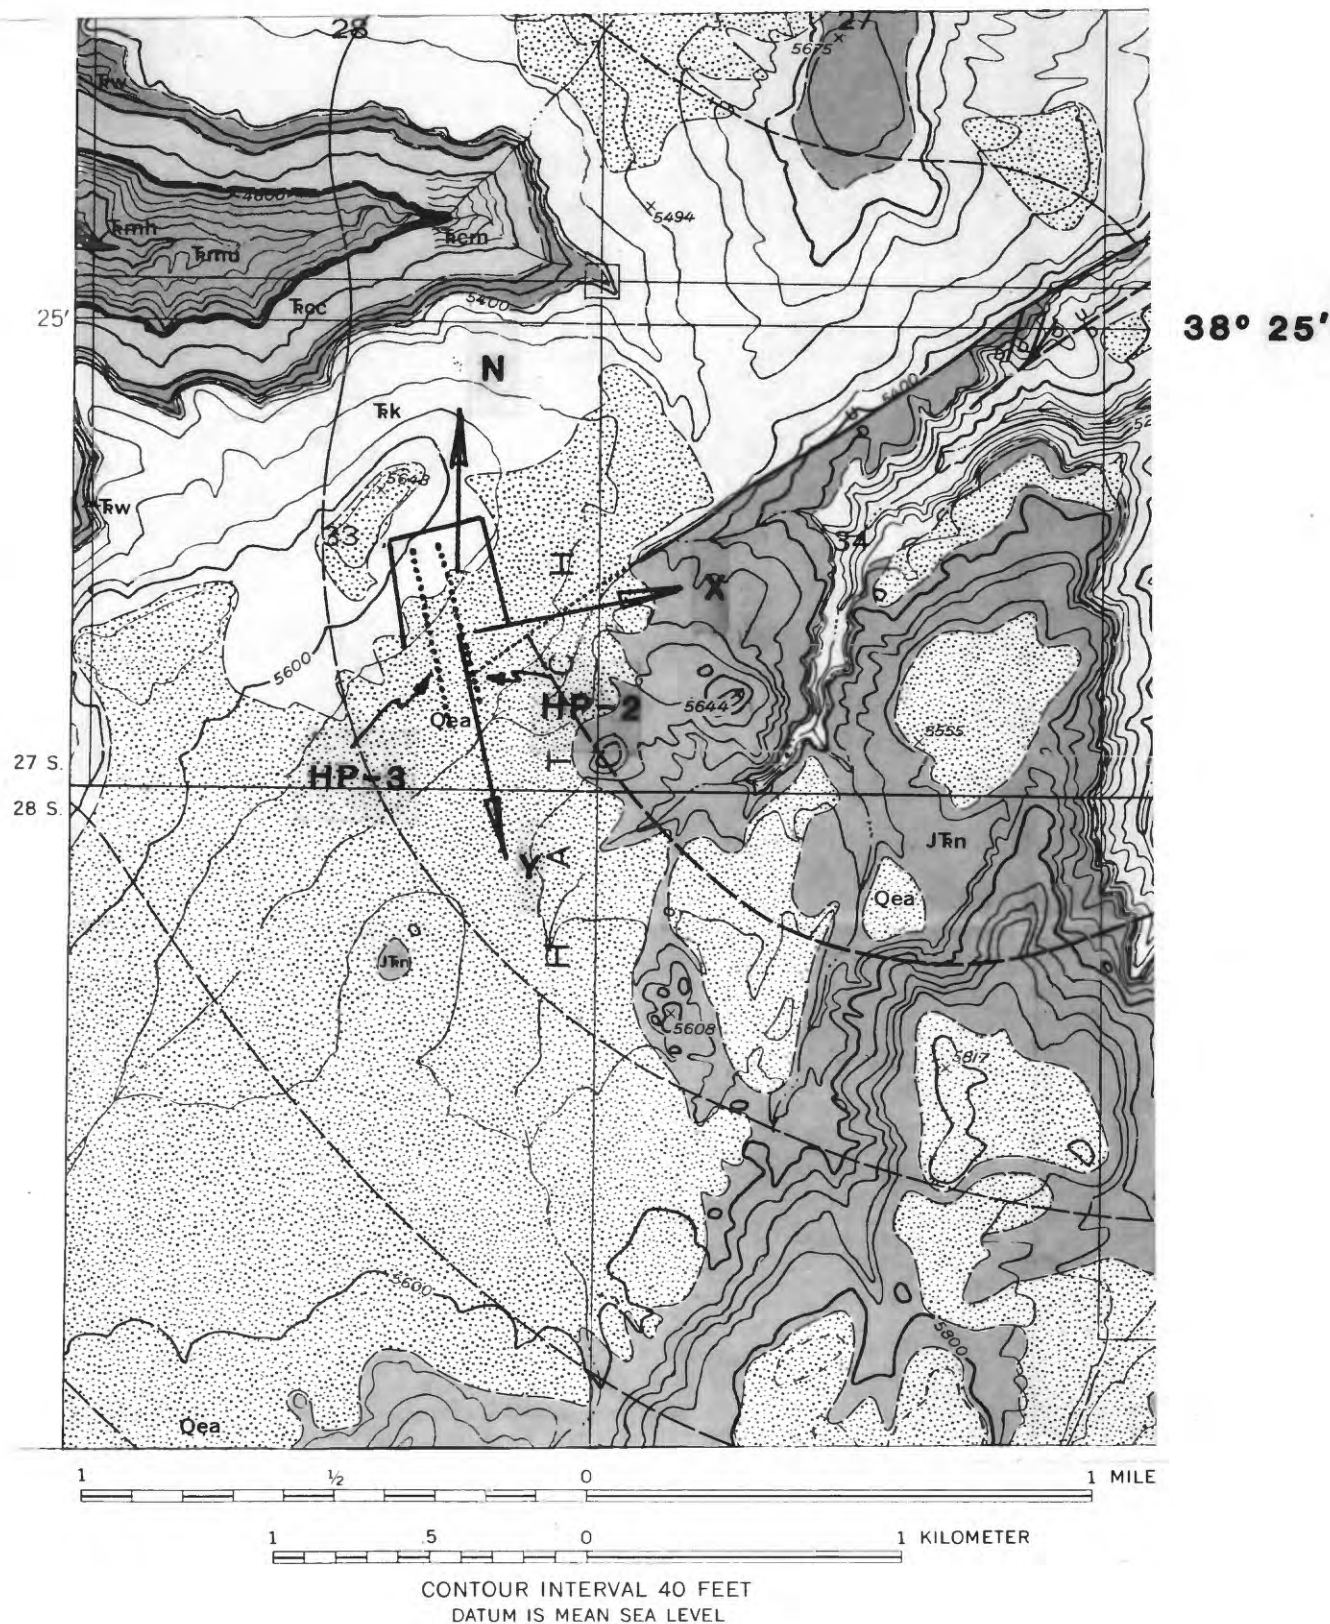 28
27
5675
Ꞧw
4800
5494
Ꞧmh
Ꞧcm
Ꞧmu
Ꞧoc
5400
25'
38° 25'
N
U
D
5400
Ꞧk
U
D
5648
Ꞧw
33
34
H
X
5600
C
5644
HP-2
Qea
5555
27 S.
T
HP-3
28 S.
Y
A
JꞦn
Qea
H
JꞦn
5608
5817
5600
5800
Qea
1 ½ 0 1 MILE
1 .5 0 1 KILOMETER
CONTOUR INTERVAL 40 FEET
DATUM IS MEAN SEA LEVEL